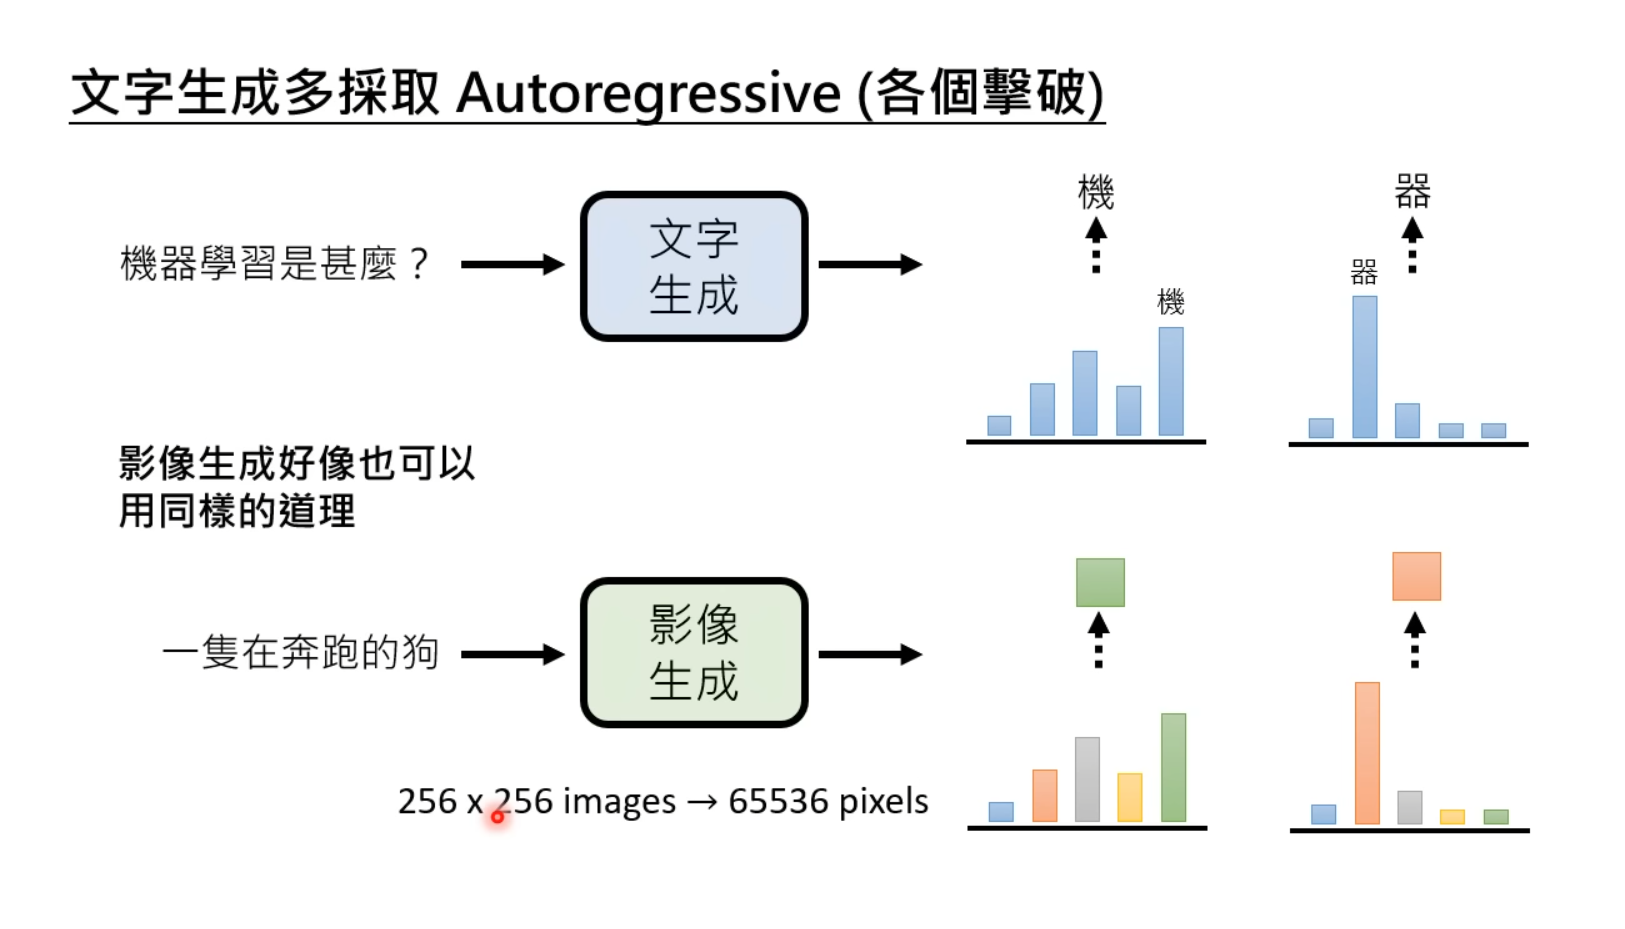 文字生成多採取 Autoregressive (各個擊破)
機器學習是甚麼？
文字
生成
機
機
器
器
影像生成好像也可以
用同樣的道理
一隻在奔跑的狗
影像
生成
256 x 256 images → 65536 pixels